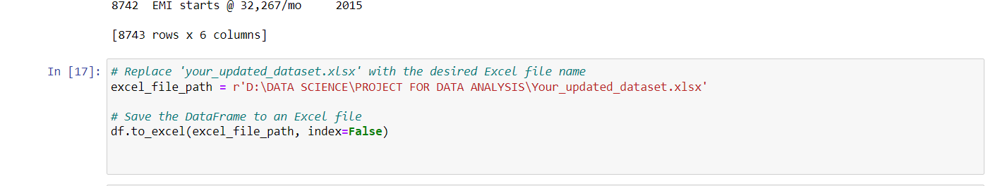 8742  EMI starts @ 32,267/mo     2015
[8743 rows x 6 columns]
In [17]: # Replace 'your_updated_dataset.xlsx' with the desired Excel file name
excel_file_path = r'D:\DATA SCIENCE\PROJECT FOR DATA ANALYSIS\Your_updated_dataset.xlsx'
# Save the DataFrame to an Excel file
df.to_excel(excel_file_path, index=False)